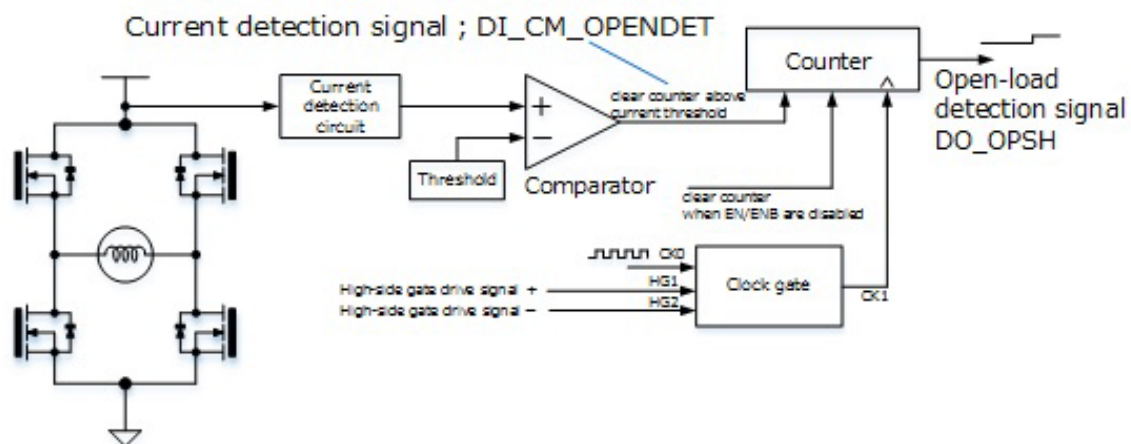 Current detection signal ; DI_CM_OPENDET
Current
detection
circuit
+
−
Threshold
Comparator
clear counter above
current threshold
Counter
Open-load
detection signal
DO_OPSH
clear counter
when EN/ENB are disabled
CK0
HG1
HG2
High-side gate drive signal +
High-side gate drive signal −
Clock gate
CK1